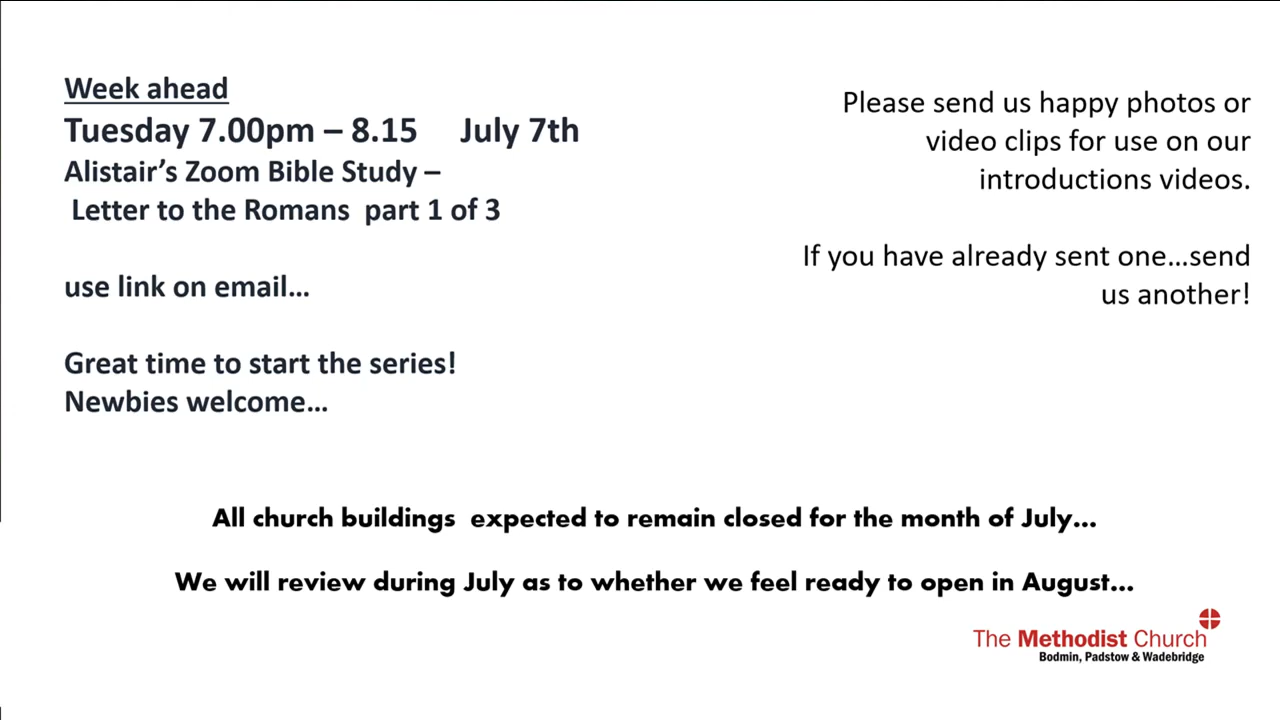 Week ahead
Tuesday 7.00pm – 8.15 July 7th
Alistair’s Zoom Bible Study –
Letter to the Romans part 1 of 3
use link on email…
Great time to start the series!
Newbies welcome…
Please send us happy photos or
video clips for use on our
introductions videos.
If you have already sent one…send
us another!
All church buildings expected to remain closed for the month of July…
We will review during July as to whether we feel ready to open in August…
The Methodist Church
Bodmin, Padstow & Wadebridge